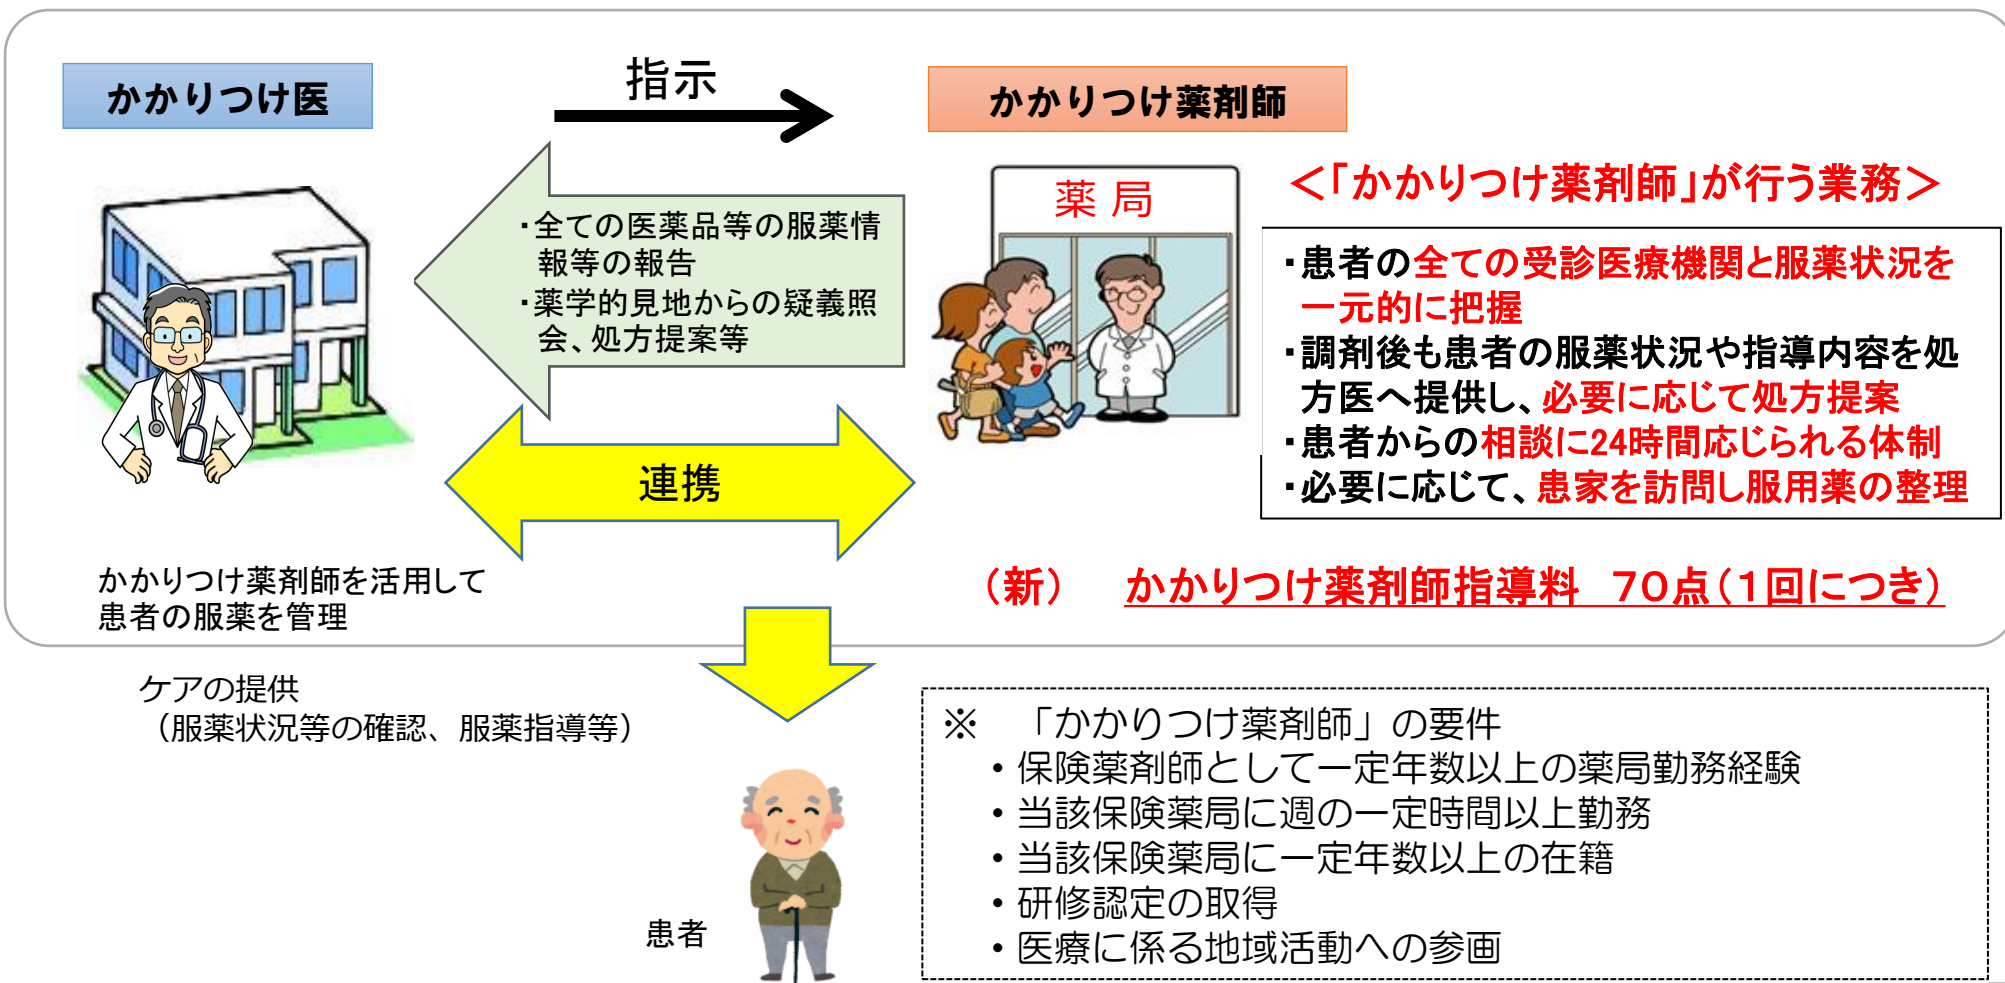 かかりつけ医
指示
かかりつけ薬剤師
・全ての医薬品等の服薬情
報等の報告
・薬学的見地からの疑義照
会、処方提案等
薬局
＜「かかりつけ薬剤師」が行う業務＞
・患者の全ての受診医療機関と服薬状況を
一元的に把握
・調剤後も患者の服薬状況や指導内容を処
方医へ提供し、必要に応じて処方提案
・患者からの相談に24時間応じられる体制
・必要に応じて、患家を訪問し服用薬の整理
連携
かかりつけ薬剤師を活用して
患者の服薬を管理
（新）　かかりつけ薬剤師指導料　７０点（１回につき）
ケアの提供
（服薬状況等の確認、服薬指導等）
患者
※　「かかりつけ薬剤師」の要件
・保険薬剤師として一定年数以上の薬局勤務経験
・当該保険薬局に週の一定時間以上勤務
・当該保険薬局に一定年数以上の在籍
・研修認定の取得
・医療に係る地域活動への参画